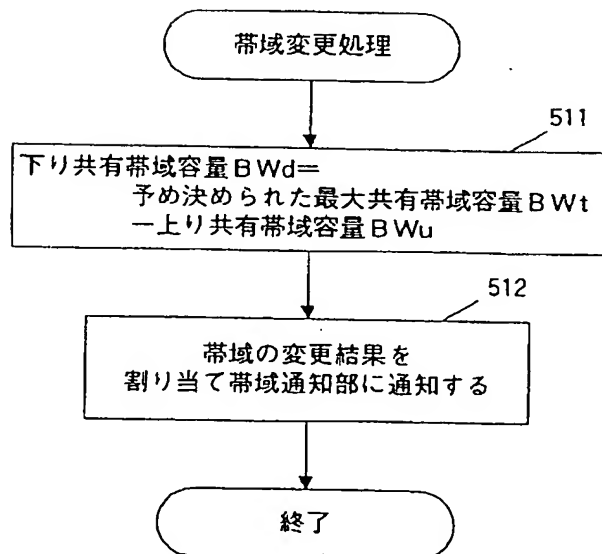 帯域変更処理
511
下り共有帯域容量BWd＝
予め決められた最大共有帯域容量BWt
－上り共有帯域容量BWu
512
帯域の変更結果を
割り当て帯域通知部に通知する
終了